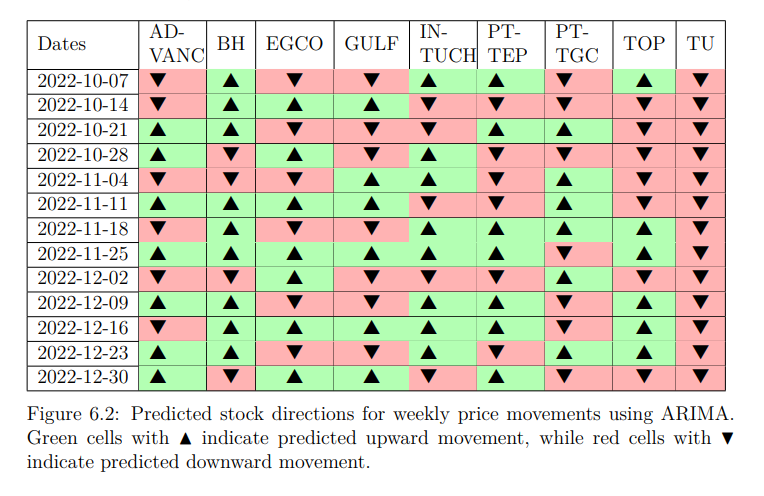 Dates AD-VANC BH EGCO GULF IN-TUCH PT-TEP PT-TGC TOP TU
2022-10-07 ▼ ▲ ▼ ▼ ▲ ▲ ▼ ▲ ▼
2022-10-14 ▼ ▲ ▲ ▲ ▼ ▼ ▼ ▼ ▼
2022-10-21 ▲ ▲ ▼ ▼ ▼ ▲ ▲ ▼ ▼
2022-10-28 ▲ ▼ ▲ ▼ ▲ ▼ ▼ ▼ ▼
2022-11-04 ▼ ▼ ▼ ▲ ▲ ▼ ▲ ▼ ▼
2022-11-11 ▲ ▲ ▲ ▲ ▼ ▼ ▲ ▼ ▼
2022-11-18 ▼ ▲ ▼ ▼ ▲ ▲ ▲ ▲ ▼
2022-11-25 ▲ ▲ ▲ ▲ ▲ ▲ ▼ ▲ ▼
2022-12-02 ▼ ▼ ▲ ▼ ▼ ▼ ▲ ▼ ▼
2022-12-09 ▲ ▲ ▼ ▼ ▲ ▲ ▼ ▲ ▼
2022-12-16 ▼ ▲ ▲ ▲ ▲ ▲ ▼ ▲ ▼
2022-12-23 ▲ ▲ ▼ ▼ ▲ ▼ ▲ ▲ ▼
2022-12-30 ▲ ▼ ▲ ▲ ▼ ▲ ▼ ▼ ▼
Figure 6.2: Predicted stock directions for weekly price movements using ARIMA.
Green cells with ▲ indicate predicted upward movement, while red cells with ▼
indicate predicted downward movement.